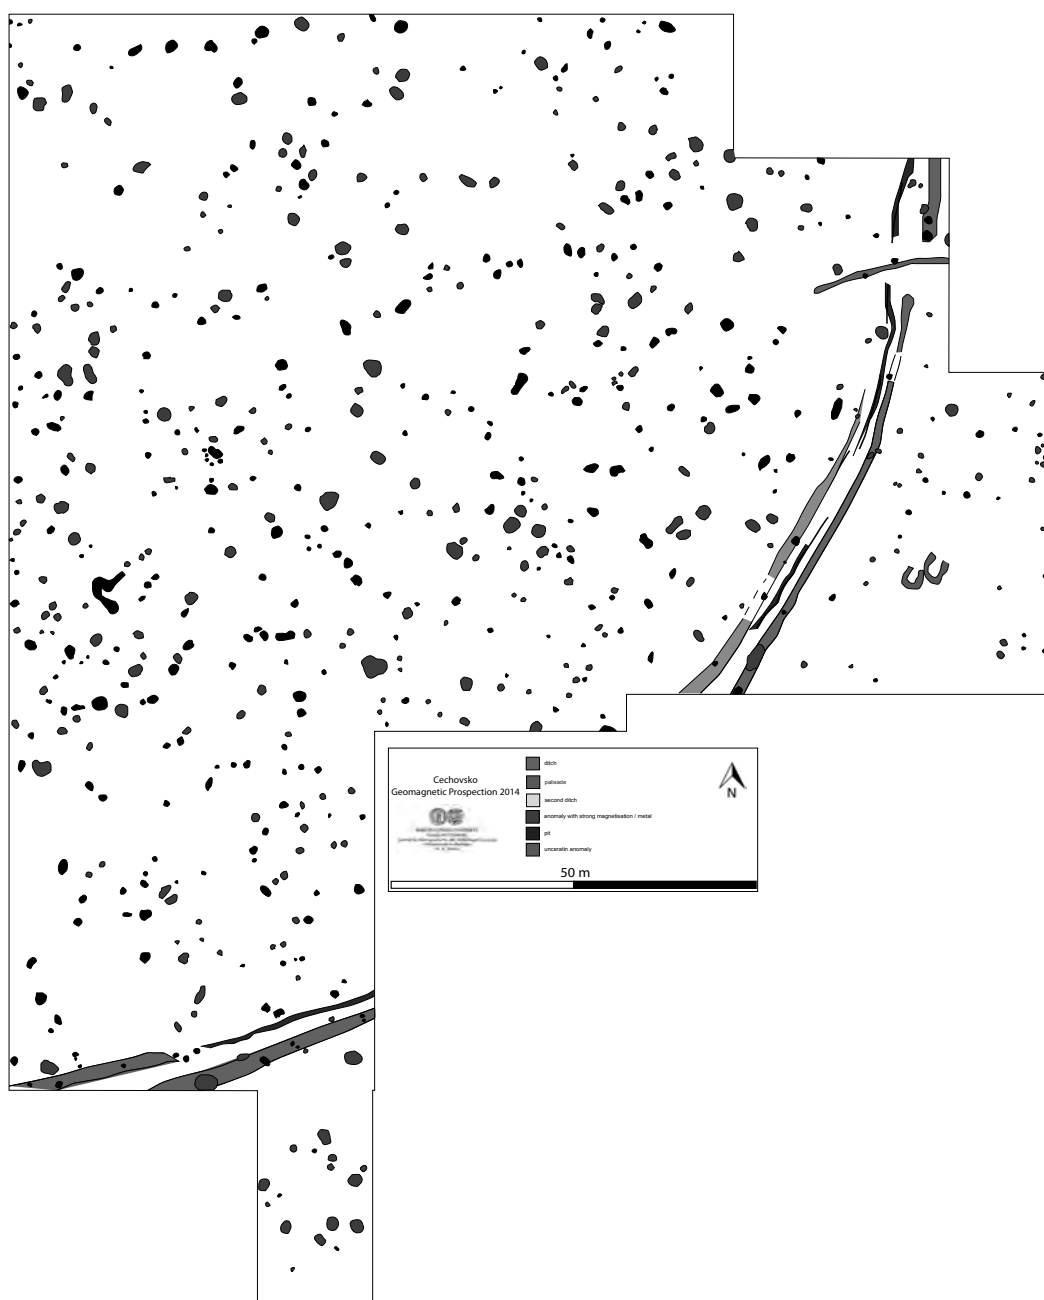 Cechovsko
Geomagnetic Prospection 2014
ditch
palisade
second ditch
anomaly with strong magnetisation / metal
pit
unceratin anomaly
N
50 m